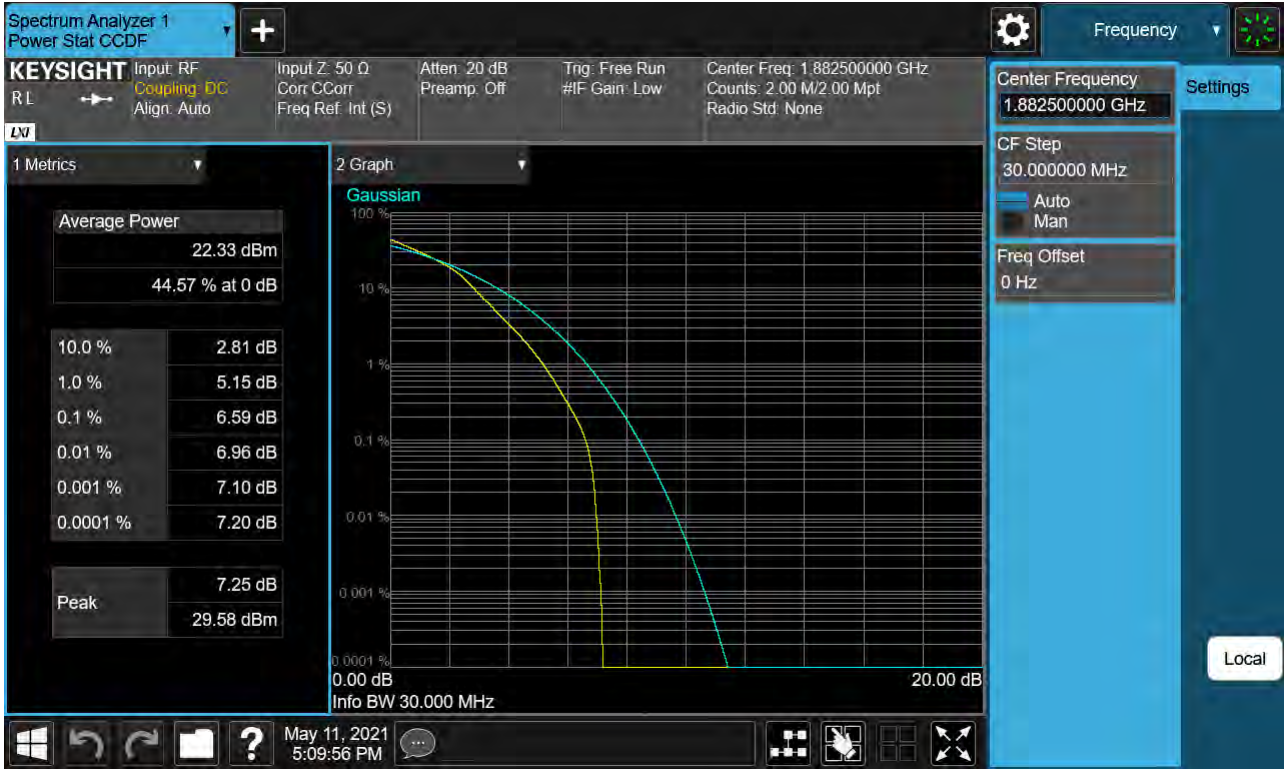 Spectrum Analyzer 1
Power Stat CCDF
+
Frequency
KEYSIGHT
RL
LXI
Input: RF
Coupling: DC
Align: Auto
Input Z: 50 Ω
Corr CCorr
Freq Ref: Int (S)
Atten: 20 dB
Preamp: Off
Trig: Free Run
#IF Gain: Low
Center Freq: 1.882500000 GHz
Counts: 2.00 M/2.00 Mpt
Radio Std: None
1 Metrics
Average Power
22.33 dBm
44.57 % at 0 dB
10.0 % 2.81 dB
1.0 % 5.15 dB
0.1 % 6.59 dB
0.01 % 6.96 dB
0.001 % 7.10 dB
0.0001 % 7.20 dB
Peak
7.25 dB
29.58 dBm
2 Graph
Gaussian
100 %
10 %
1 %
0.1 %
0.01 %
0.001 %
0.0001 %
0.00 dB 20.00 dB
Info BW 30.000 MHz
Center Frequency
1.882500000 GHz
CF Step
30.000000 MHz
Auto
Man
Freq Offset
0 Hz
Settings
Local
?
May 11, 2021
5:09:56 PM